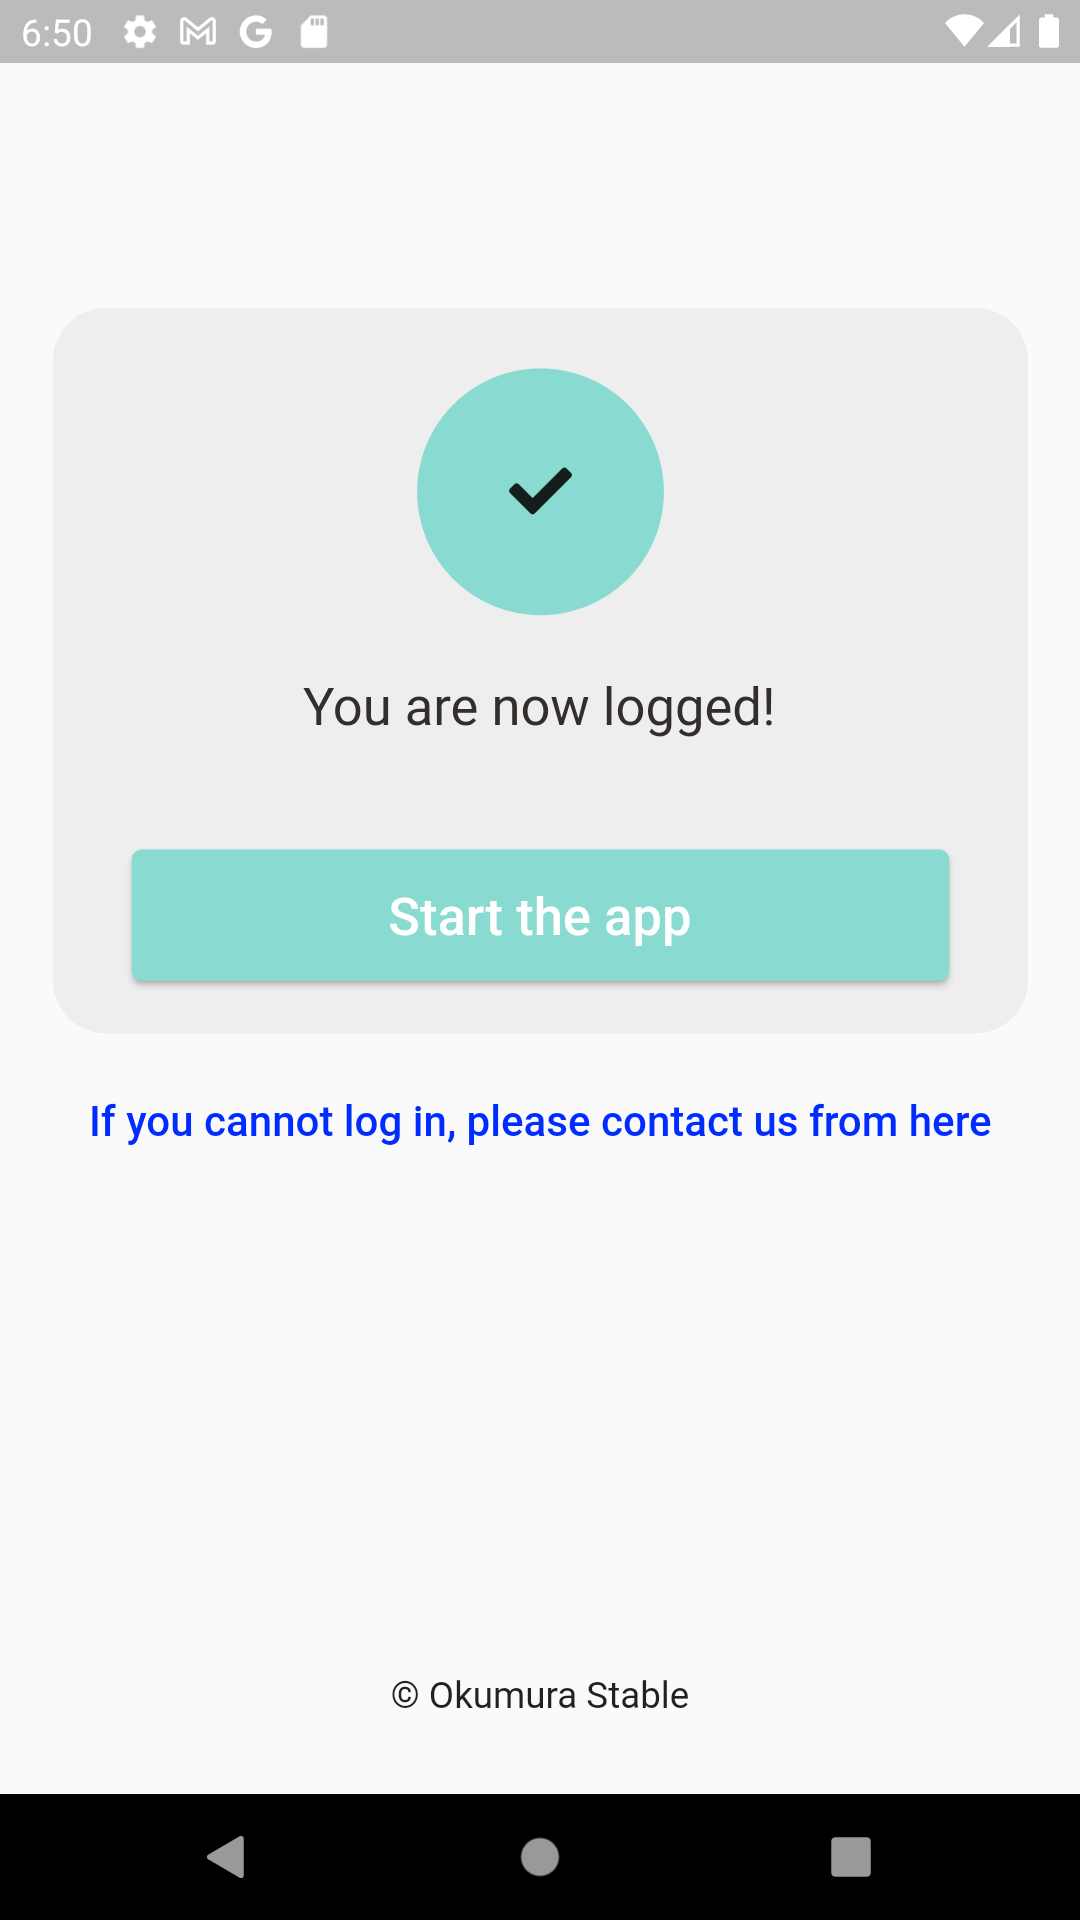 6:50
You are now logged!
Start the app
If you cannot log in, please contact us from here
© Okumura Stable